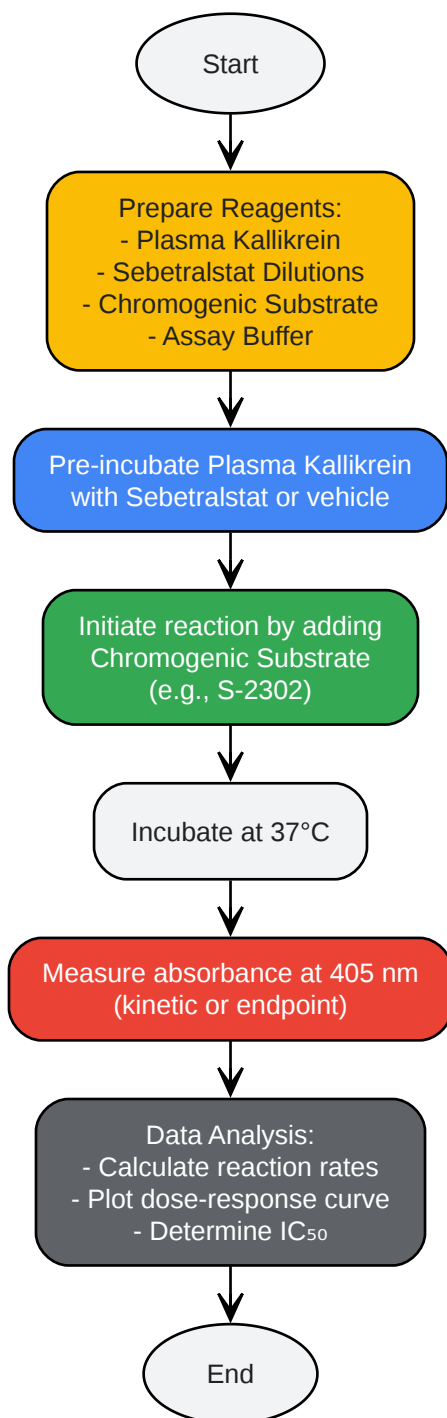 Start
Prepare Reagents:
- Plasma Kallikrein
- Sebetralstat Dilutions
- Chromogenic Substrate
- Assay Buffer
Pre-incubate Plasma Kallikrein
with Sebetralstat or vehicle
Initiate reaction by adding
Chromogenic Substrate
(e.g., S-2302)
Incubate at 37°C
Measure absorbance at 405 nm
(kinetic or endpoint)
Data Analysis:
- Calculate reaction rates
- Plot dose-response curve
- Determine IC₅₀
End